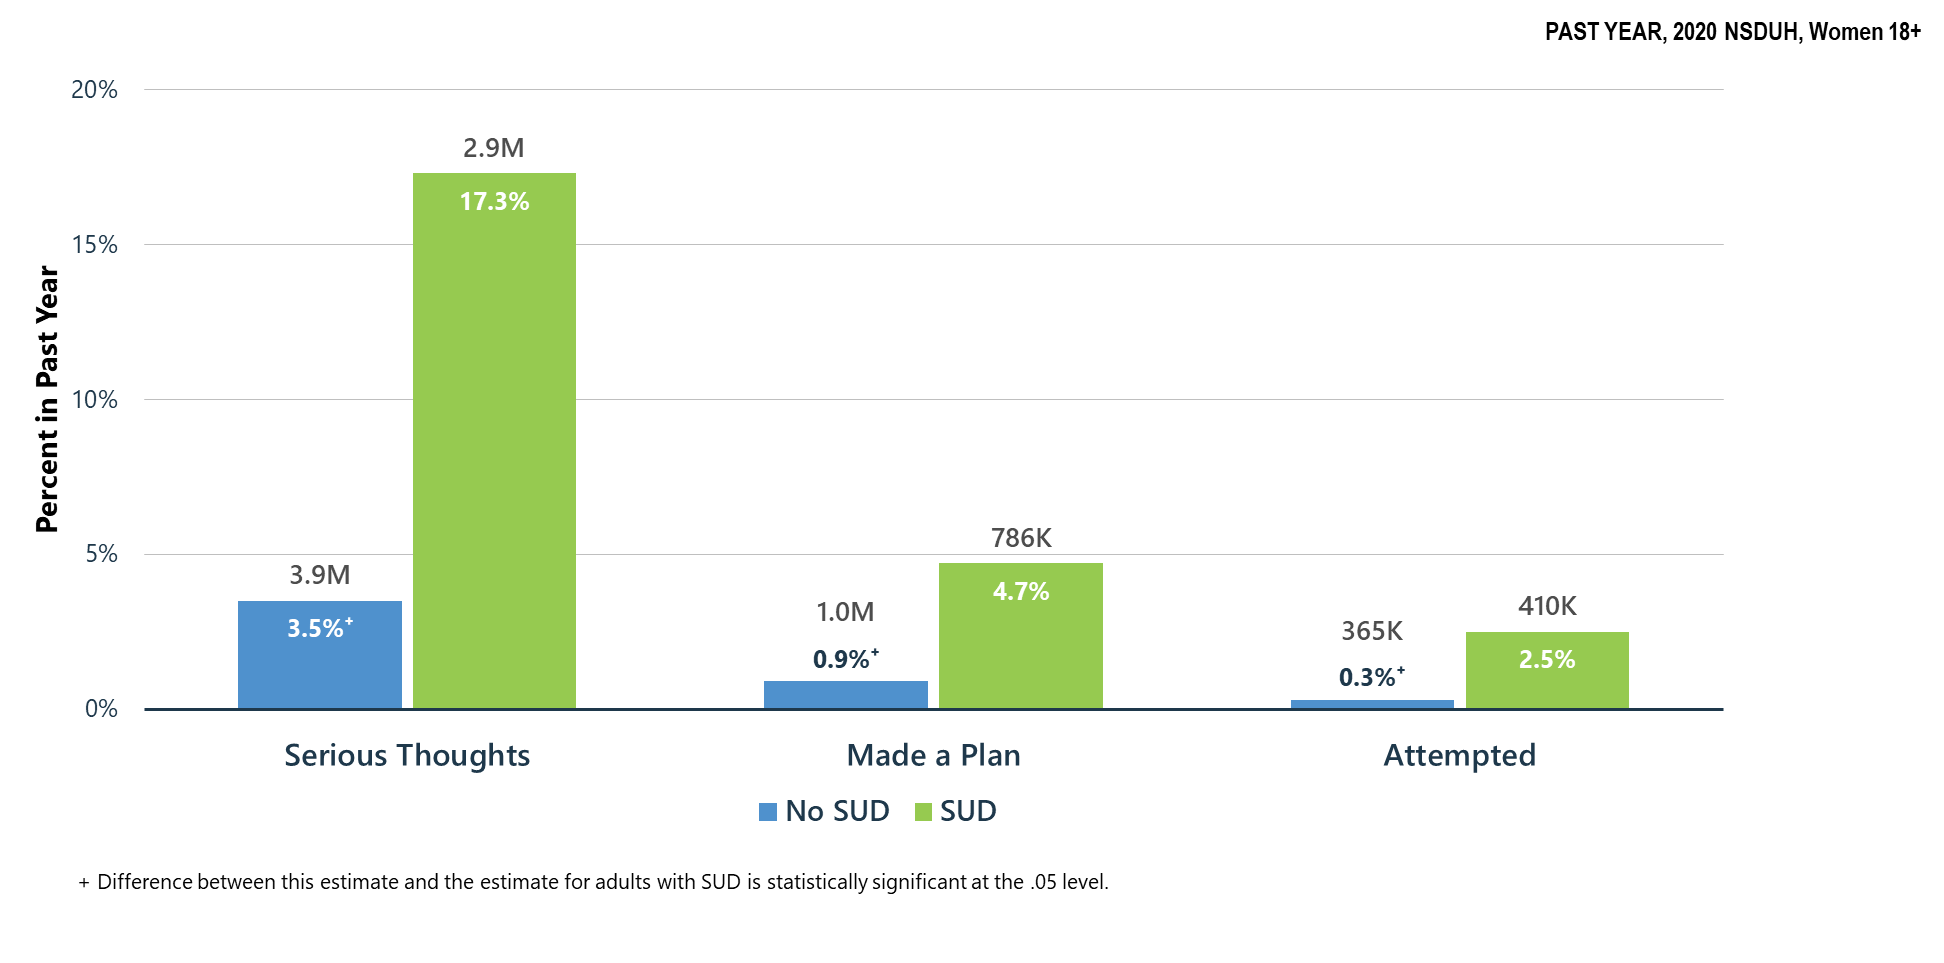 PAST YEAR, 2020 NSDUH, Women 18+
20%
15%
10%
5%
0%
Percent in Past Year
3.9M
3.5%+
2.9M
17.3%
1.0M
0.9%+
786K
4.7%
365K
0.3%+
410K
2.5%
Serious Thoughts
Made a Plan
Attempted
No SUD
SUD
+ Difference between this estimate and the estimate for adults with SUD is statistically significant at the .05 level.